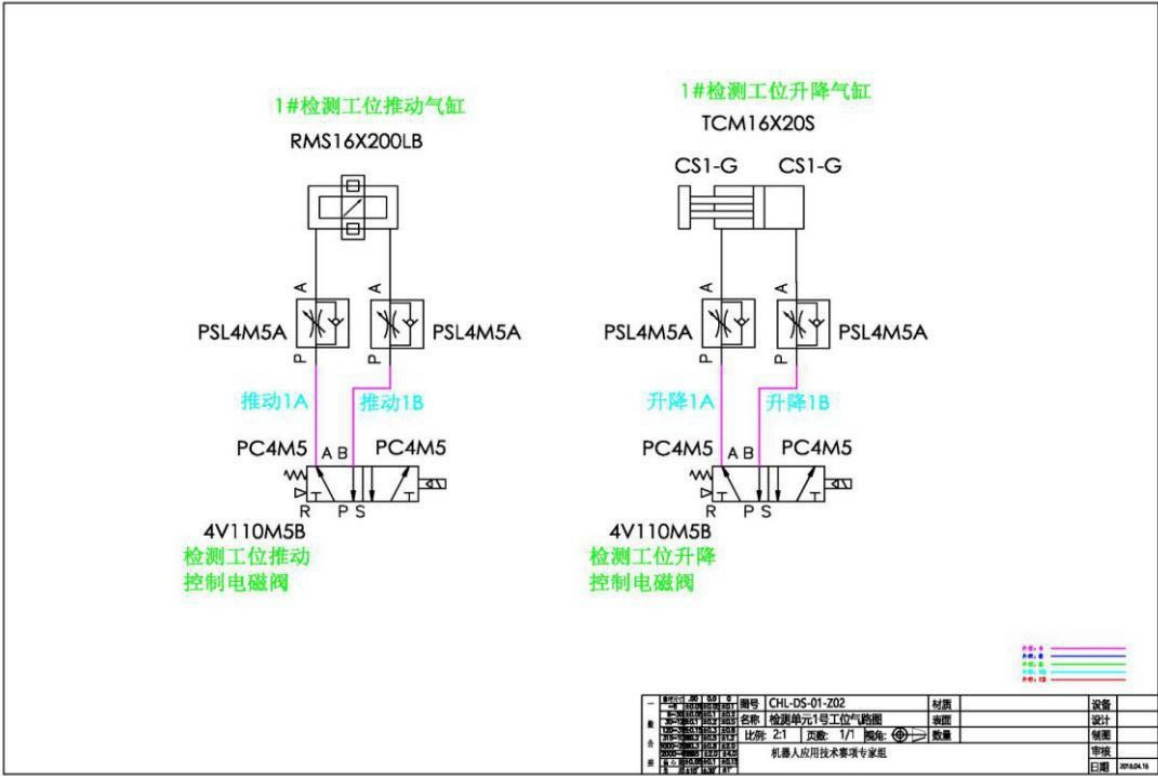 1#检测工位推动气缸
RMS16X200LB
A
A
PSL4M5A
PSL4M5A
P
P
推动1A
推动1B
PC4M5
A B
PC4M5
R
P S
4V110M5B
检测工位推动
控制电磁阀
1#检测工位升降气缸
TCM16X20S
CS1-G
CS1-G
A
A
PSL4M5A
PSL4M5A
P
P
升降1A
升降1B
PC4M5
A B
PC4M5
R
P S
4V110M5B
检测工位升降
控制电磁阀
图号 CHL-DS-01-Z02 材质 设备
名称 检测单元1号工位气路图 表面 设计
比例: 2:1 页数: 1/1 视角: 数量 制图
机器人应用技术赛项专家组 审核
日期